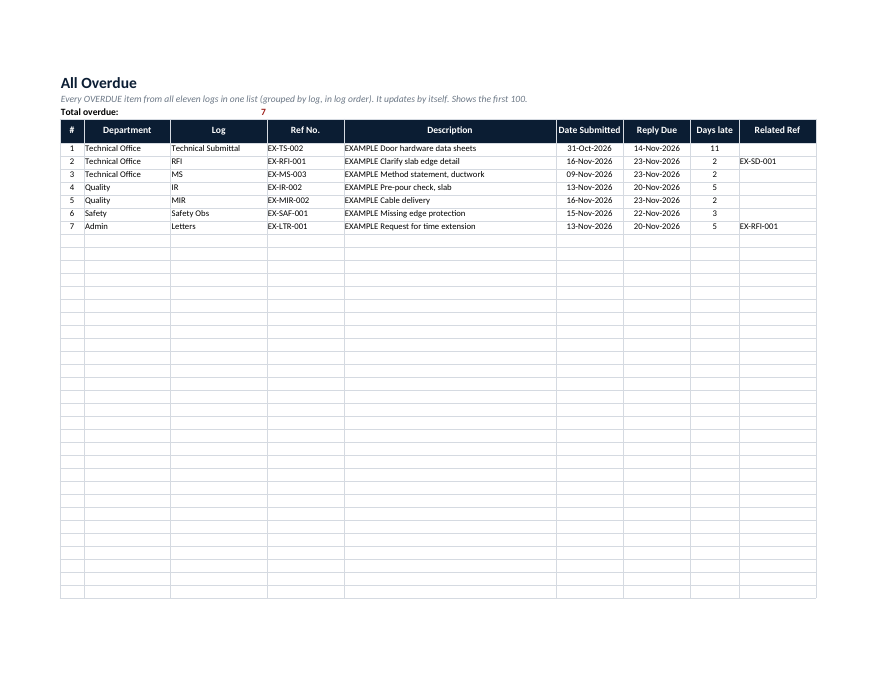 All Overdue
Every OVERDUE item from all eleven logs in one list (grouped by log, in log order). It updates by itself. Shows the first 100.
Total overdue: 7
# Department Log Ref No. Description Date Submitted Reply Due Days late Related Ref
1 Technical Office Technical Submittal EX-TS-002 EXAMPLE Door hardware data sheets 31-Oct-2026 14-Nov-2026 11
2 Technical Office RFI EX-RFI-001 EXAMPLE Clarify slab edge detail 16-Nov-2026 23-Nov-2026 2 EX-SD-001
3 Technical Office MS EX-MS-003 EXAMPLE Method statement, ductwork 09-Nov-2026 23-Nov-2026 2
4 Quality IR EX-IR-002 EXAMPLE Pre-pour check, slab 13-Nov-2026 20-Nov-2026 5
5 Quality MIR EX-MIR-002 EXAMPLE Cable delivery 16-Nov-2026 23-Nov-2026 2
6 Safety Safety Obs EX-SAF-001 EXAMPLE Missing edge protection 15-Nov-2026 22-Nov-2026 3
7 Admin Letters EX-LTR-001 EXAMPLE Request for time extension 13-Nov-2026 20-Nov-2026 5 EX-RFI-001